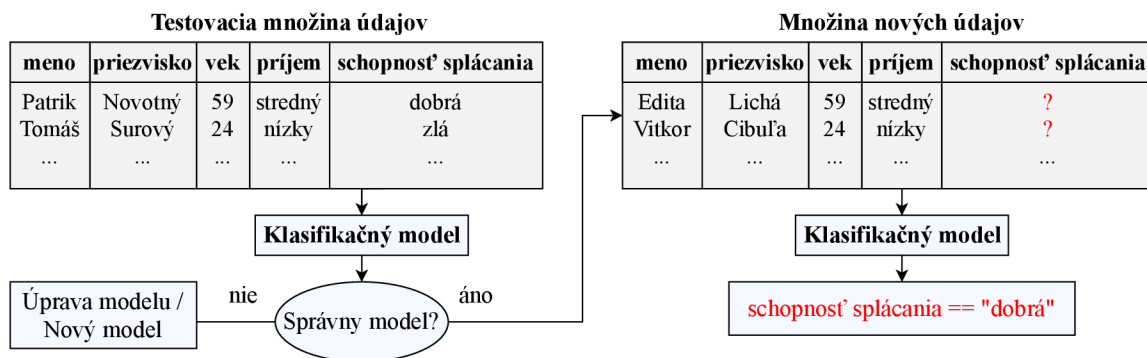 Testovacia množina údajov
meno priezvisko vek príjem schopnosť splácania
Patrik Novotný 59 stredný dobrá
Tomáš Surový 24 nízky zlá
... ... ... ... ...
Klasifikačný model
Úprava modelu /
Nový model
nie
Správny model?
áno
Množina nových údajov
meno priezvisko vek príjem schopnosť splácania
Edita Lichá 59 stredný ?
Vitkor Cibuľa 24 nízky ?
... ... ... ... ...
Klasifikačný model
schopnosť splácania == "dobrá"